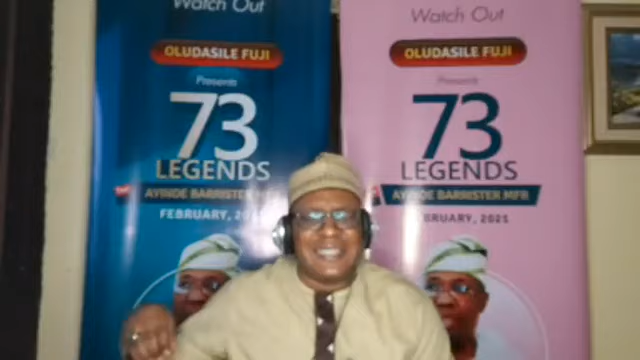 Watch Out
OLUDASILE FUJI
Presents
73
LEGENDS
AYINDE BARRISTER
FEBRUARY,
Watch Out
OLUDASILE FUJI
Presents
73
LEGENDS
AYINDE BARRISTER MFR
BRUARY, 2021